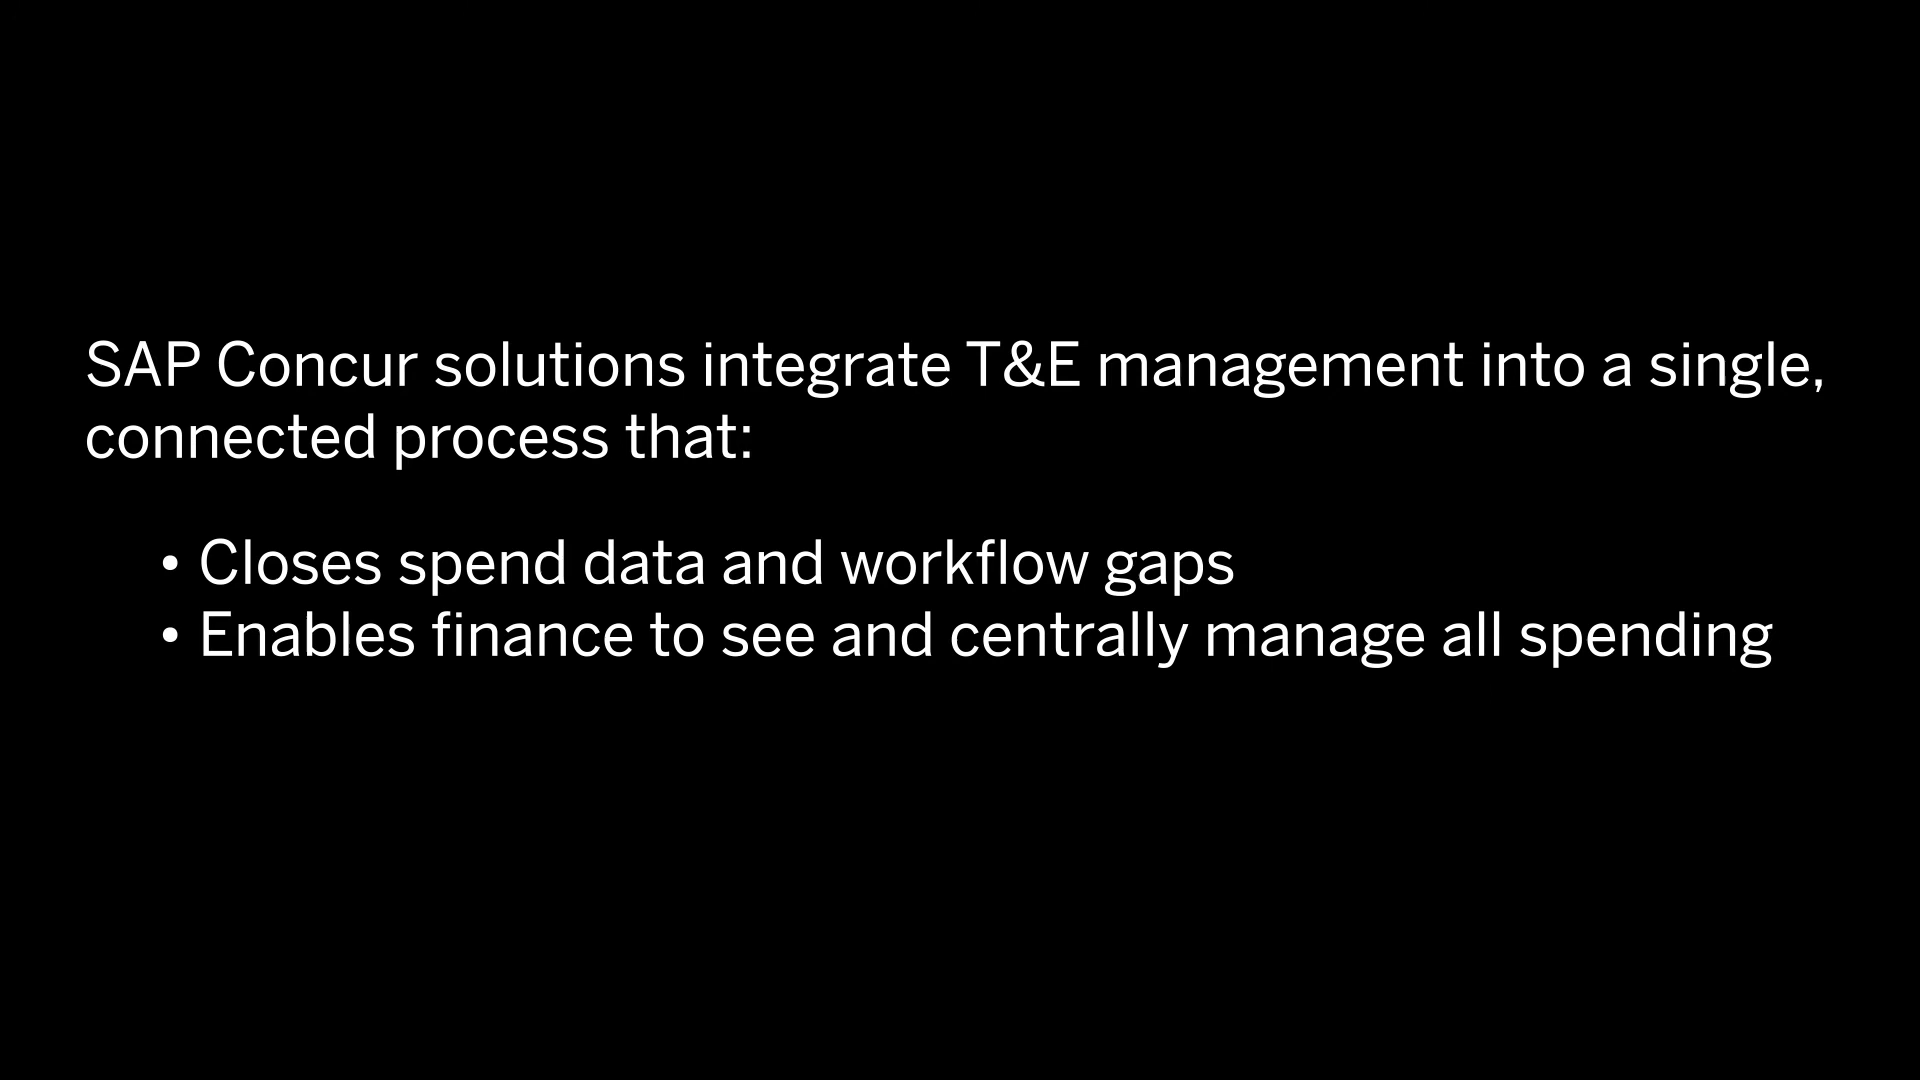 SAP Concur solutions integrate T&E management into a single,
connected process that:
• Closes spend data and workflow gaps
• Enables finance to see and centrally manage all spending